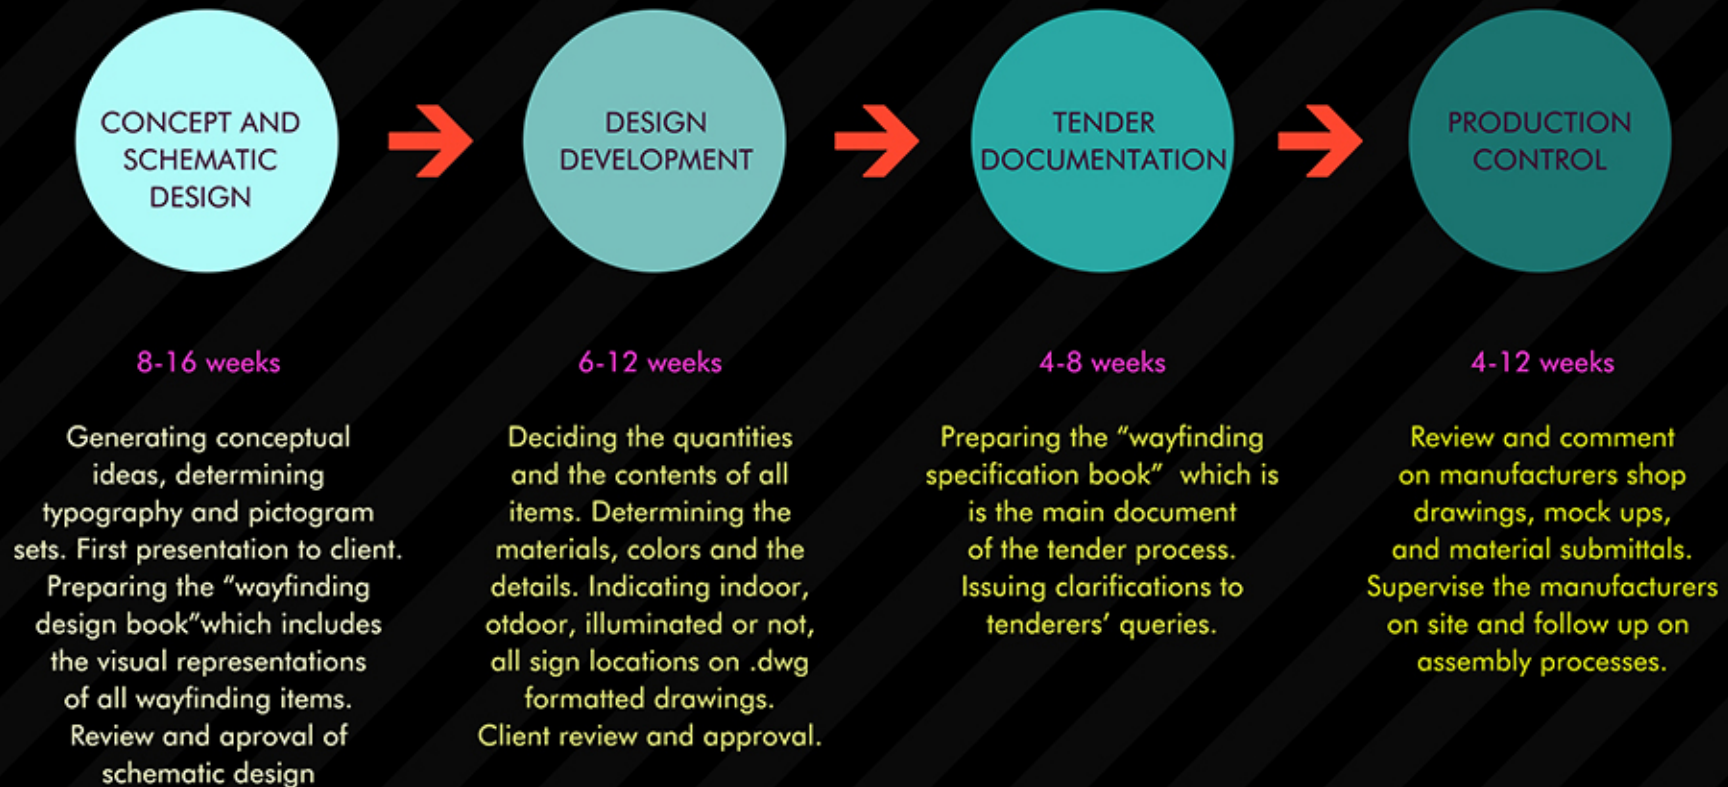 CONCEPT AND
SCHEMATIC
DESIGN
DESIGN
DEVELOPMENT
TENDER
DOCUMENTATION
PRODUCTION
CONTROL
8-16 weeks
Generating conceptual
ideas, determining
typography and pictogram
sets. First presentation to client.
Preparing the “wayfinding
design book”which includes
the visual representations
of all wayfinding items.
Review and aproval of
schematic design
6-12 weeks
Deciding the quantities
and the contents of all
items. Determining the
materials, colors and the
details. Indicating indoor,
otdoor, illuminated or not,
all sign locations on .dwg
formatted drawings.
Client review and approval.
4-8 weeks
Preparing the “wayfinding
specification book”  which is
is the main document
of the tender process.
Issuing clarifications to
tenderers’ queries.
4-12 weeks
Review and comment
on manufacturers shop
drawings, mock ups,
and material submittals.
Supervise the manufacturers
on site and follow up on
assembly processes.